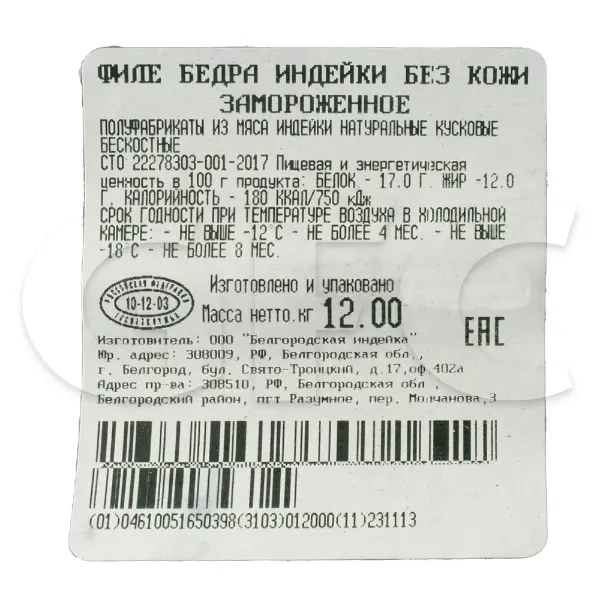 ФИЛЕ БЕДРА ИНДЕЙКИ БЕЗ КОЖИ
ЗАМОРОЖЕННОЕ
ПОЛУФАБРИКАТЫ ИЗ МЯСА ИНДЕЙКИ НАТУРАЛЬНЫЕ КУСКОВЫЕ
БЕСКОСТНЫЕ
СТО 22278303-001-2017 Пищевая и энергетическая
ценность в 100 г продукта: БЕЛОК - 17.0 Г. ЖИР -12.0
Г. КАЛОРИЙНОСТЬ - 180 ККАЛ/750 кДж
СРОК ГОДНОСТИ ПРИ ТЕМПЕРАТУРЕ ВОЗДУХА В ХОЛОДИЛЬНОЙ
КАМЕРЕ: - НЕ ВЫШЕ -12°С - НЕ БОЛЕЕ 4 МЕС. - НЕ ВЫШЕ
-18°С - НЕ БОЛЕЕ 8 МЕС.
Изготовлено и упаковано
РОССИЙСКАЯ ФЕДЕРАЦИЯ
10-12-03
Масса нетто.кг 12.00
EAC
Изготовитель: ООО "Белгородская индейка"
Юр. адрес: 308009, РФ, Белгородская обл.,
г. Белгород, бул. Свято-Троицкий, д.17,оф.402а
Адрес пр-ва: 308510, РФ, Белгородская обл.,
Белгородский район, пгт Разумное, пер. Молчанова,3
(01)04610051650398(3103)012000(11)231113